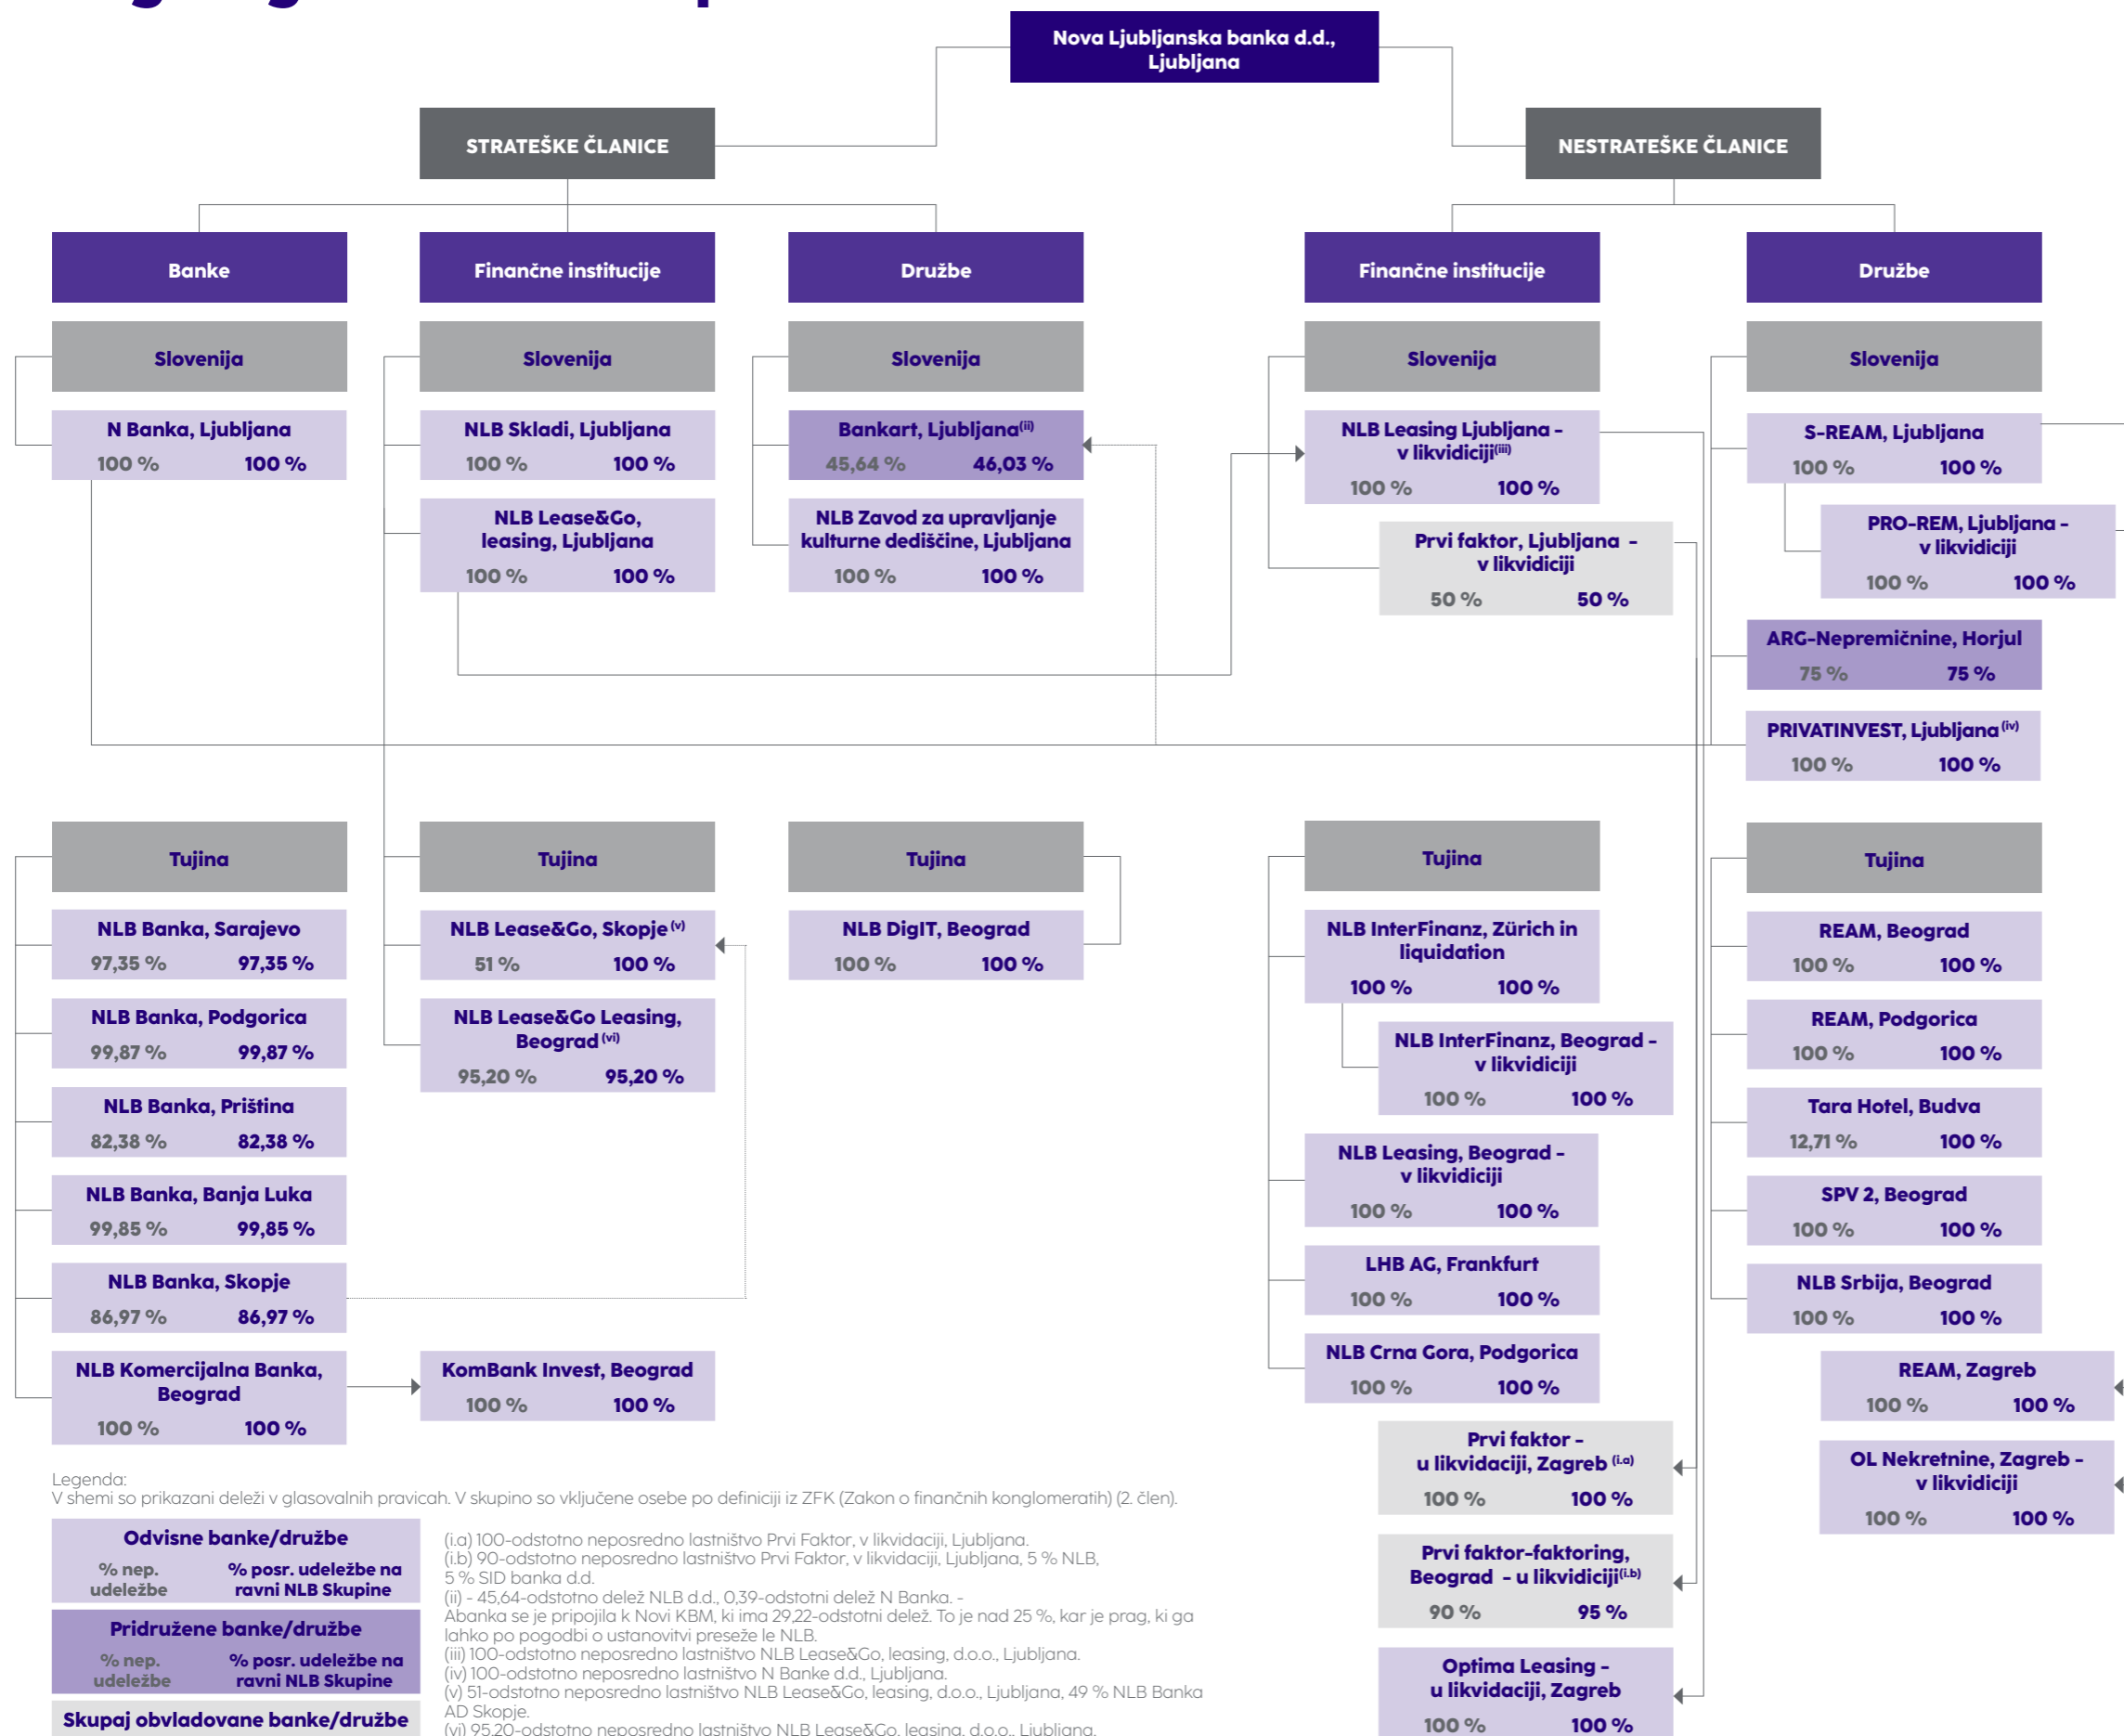 Nova Ljubljanska banka d.d.,
Ljubljana
STRATEŠKE ČLANICE
NESTRATEŠKE ČLANICE
Banke
Finančne institucije
Družbe
Finančne institucije
Družbe
Slovenija
Slovenija
Slovenija
Slovenija
Slovenija
N Banka, Ljubljana
100 % 100 %
NLB Skladi, Ljubljana
100 % 100 %
NLB Lease&Go,
leasing, Ljubljana
100 % 100 %
Bankart, Ljubljana(ii)
45,64 % 46,03 %
NLB Zavod za upravljanje
kulturne dediščine, Ljubljana
100 % 100 %
NLB Leasing Ljubljana -
v likvidiciji(iii)
100 % 100 %
Prvi faktor, Ljubljana -
v likvidiciji
50 % 50 %
S-REAM, Ljubljana
100 % 100 %
PRO-REM, Ljubljana -
v likvidiciji
100 % 100 %
ARG-Nepremičnine, Horjul
75 % 75 %
PRIVATINVEST, Ljubljana(iv)
100 % 100 %
Tujina
Tujina
Tujina
Tujina
Tujina
NLB Banka, Sarajevo
97,35 % 97,35 %
NLB Banka, Podgorica
99,87 % 99,87 %
NLB Banka, Priština
82,38 % 82,38 %
NLB Banka, Banja Luka
99,85 % 99,85 %
NLB Banka, Skopje
86,97 % 86,97 %
NLB Komercijalna Banka,
Beograd
100 % 100 %
NLB Lease&Go, Skopje(v)
51 % 100 %
NLB Lease&Go Leasing,
Beograd(vi)
95,20 % 95,20 %
KomBank Invest, Beograd
100 % 100 %
NLB DigIT, Beograd
100 % 100 %
NLB InterFinanz, Zürich in
liquidation
100 % 100 %
NLB InterFinanz, Beograd -
v likvidiciji
100 % 100 %
NLB Leasing, Beograd -
v likvidiciji
100 % 100 %
LHB AG, Frankfurt
100 % 100 %
NLB Crna Gora, Podgorica
100 % 100 %
Prvi faktor -
u likvidaciji, Zagreb (i.a)
100 % 100 %
Prvi faktor-faktoring,
Beograd - u likvidiciji(i.b)
90 % 95 %
Optima Leasing -
u likvidaciji, Zagreb
100 % 100 %
REAM, Beograd
100 % 100 %
REAM, Podgorica
100 % 100 %
Tara Hotel, Budva
12,71 % 100 %
SPV 2, Beograd
100 % 100 %
NLB Srbija, Beograd
100 % 100 %
REAM, Zagreb
100 % 100 %
OL Nekretnine, Zagreb -
v likvidiciji
100 % 100 %
Legenda:
V shemi so prikazani deleži v glasovalnih pravicah. V skupino so vključene osebe po definiciji iz ZFK (Zakon o finančnih konglomeratih) (2. člen).
Odvisne banke/družbe
% nep. % posr. udeležbe na
udeležbe ravni NLB Skupine
Pridružene banke/družbe
% nep. % posr. udeležbe na
udeležbe ravni NLB Skupine
Skupaj obvladovane banke/družbe
(i.a) 100-odstotno neposredno lastništvo Prvi Faktor, v likvidaciji, Ljubljana.
(i.b) 90-odstotno neposredno lastništvo Prvi Faktor, v likvidaciji, Ljubljana, 5 % NLB,
5 % SID banka d.d.
(ii) - 45,64-odstotno delež NLB d.d., 0,39-odstotni delež N Banka. -
Abanka se je pripojila k Novi KBM, ki ima 29,22-odstotni delež. To je nad 25 %, kar je prag, ki ga
lahko po pogodbi o ustanovitvi preseže le NLB.
(iii) 100-odstotno neposredno lastništvo NLB Lease&Go, leasing, d.o.o., Ljubljana.
(iv) 100-odstotno neposredno lastništvo N Banke d.d., Ljubljana.
(v) 51-odstotno neposredno lastništvo NLB Lease&Go, leasing, d.o.o., Ljubljana, 49 % NLB Banka
AD Skopje.
(vi) 95,20-odstotno neposredno lastništvo NLB Lease&Go, leasing, d.o.o., Ljubljana.